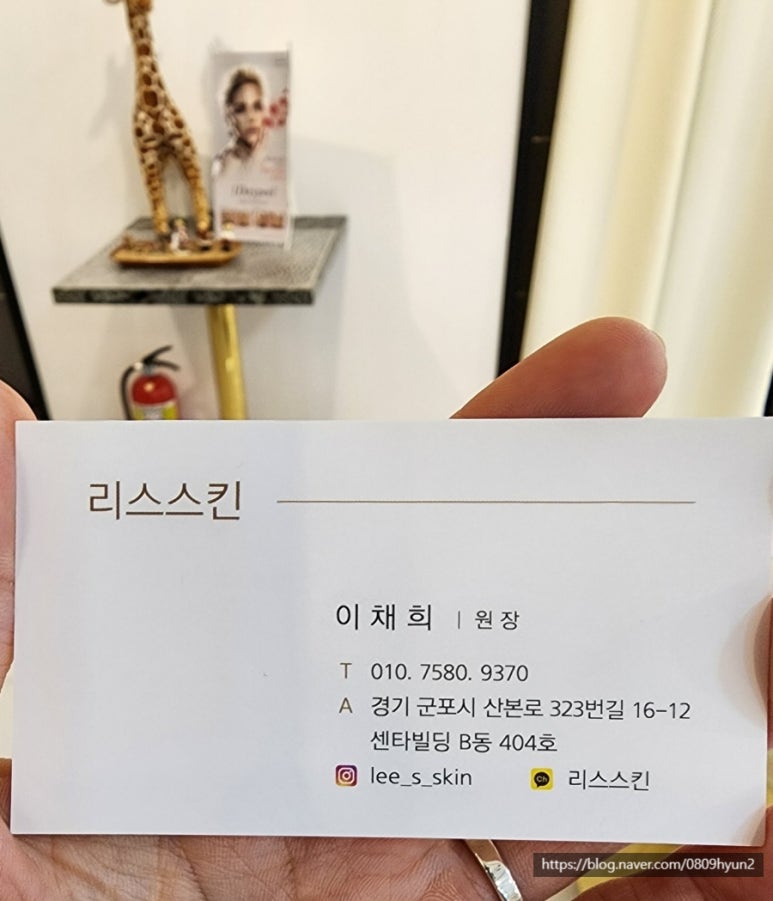 리스스킨
이채희 | 원장
T 010. 7580. 9370
A 경기 군포시 산본로 323번길 16-12
센타빌딩 B동 404호
lee_s_skin
Ch 리스스킨
https://blog.naver.com/0809hyun2